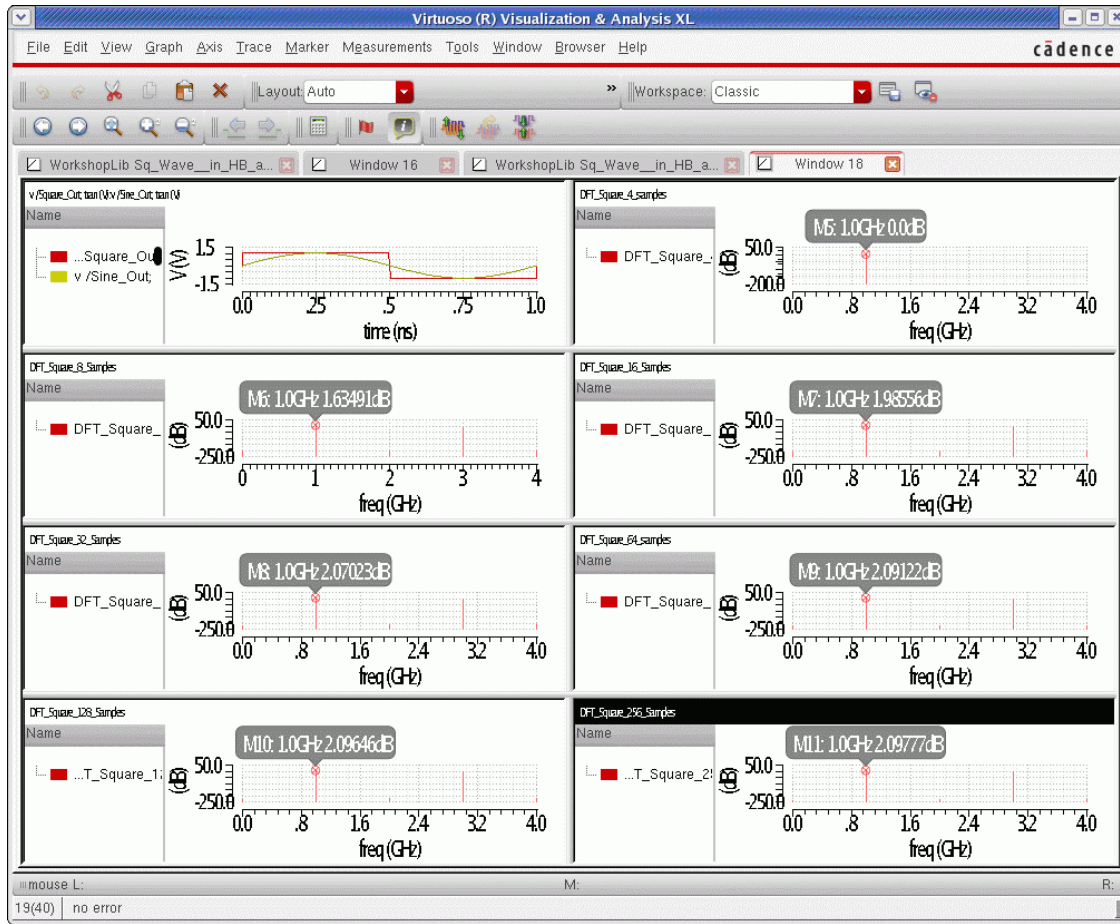 Virtuoso (R) Visualization & Analysis XL
File Edit View Graph Axis Trace Marker Measurements Tools Window Browser Help
cādence
Layout: Auto
» Workspace: Classic
WorkshopLib Sq_Wave__in_HB_a...
Window 16
WorkshopLib Sq_Wave__in_HB_a...
Window 18
v /Square_Out; tran (V);v /Sine_Out; tran (V)
Name
...Square_Ou
v /Sine_Out;
V (V)
1.5
-1.5
0.0 .25 .5 .75 1.0
time (ns)
DFT_Square_4_samples
Name
DFT_Square_
M5: 1.0GHz 0.0dB
(dB)
50.0
-200.0
0.0 .8 1.6 2.4 3.2 4.0
freq (GHz)
DFT_Square_8_Samples
Name
DFT_Square_
M6: 1.0GHz 1.63491dB
(dB)
50.0
-250.0
0 1 2 3 4
freq (GHz)
DFT_Square_16_Samples
Name
DFT_Square_
M7: 1.0GHz 1.98556dB
(dB)
50.0
-250.0
0.0 .8 1.6 2.4 3.2 4.0
freq (GHz)
DFT_Square_32_Samples
Name
DFT_Square_
M8: 1.0GHz 2.07023dB
(dB)
50.0
-250.0
0.0 .8 1.6 2.4 3.2 4.0
freq (GHz)
DFT_Square_64_samples
Name
DFT_Square_
M9: 1.0GHz 2.09122dB
(dB)
50.0
-250.0
0.0 .8 1.6 2.4 3.2 4.0
freq (GHz)
DFT_Square_128_Samples
Name
...T_Square_12
M10: 1.0GHz 2.09646dB
(dB)
50.0
-250.0
0.0 .8 1.6 2.4 3.2 4.0
freq (GHz)
DFT_Square_256_Samples
Name
...T_Square_25
M11: 1.0GHz 2.09777dB
(dB)
50.0
-250.0
0.0 .8 1.6 2.4 3.2 4.0
freq (GHz)
mouse L: M: R:
19(40) no error